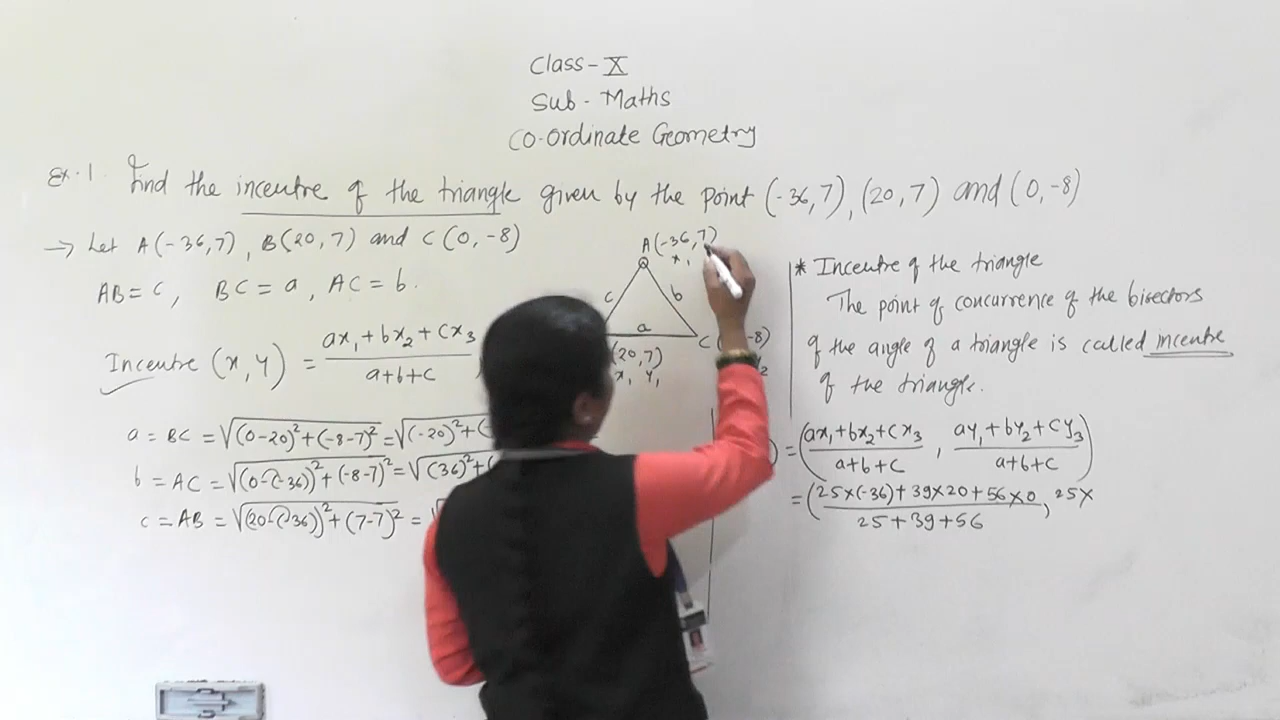 Class - X
Sub - Maths
CO-Ordinate Geometry
Ex.1. Find the incentre of the triangle given by the point (-36,7), (20,7) and (0,-8)
→ Let A(-36,7), B(20,7) and C(0,-8)
AB = c, BC = a, AC = b.
Incentre (x, y) = ax₁+bx₂+cx₃ / a+b+c
a = BC = √(0-20)²+(-8-7)² = √(-20)²+(
b = AC = √(0-(-36))²+(-8-7)² = √(36)²+(
c = AB = √(20-(-36))²+(7-7)² = √
A(-36,7)
x,
c
b
a
(20,7)
x, y,
C
-8)
2
* Incentre of the triangle
The point of concurrence of the bisectors
of the angle of a triangle is called incentre
of the triangle.
) = (ax₁+bx₂+cx₃ / a+b+c , ay₁+by₂+cy₃ / a+b+c)
= (25×(-36)+39×20+56×0 / 25+39+56 , 25×